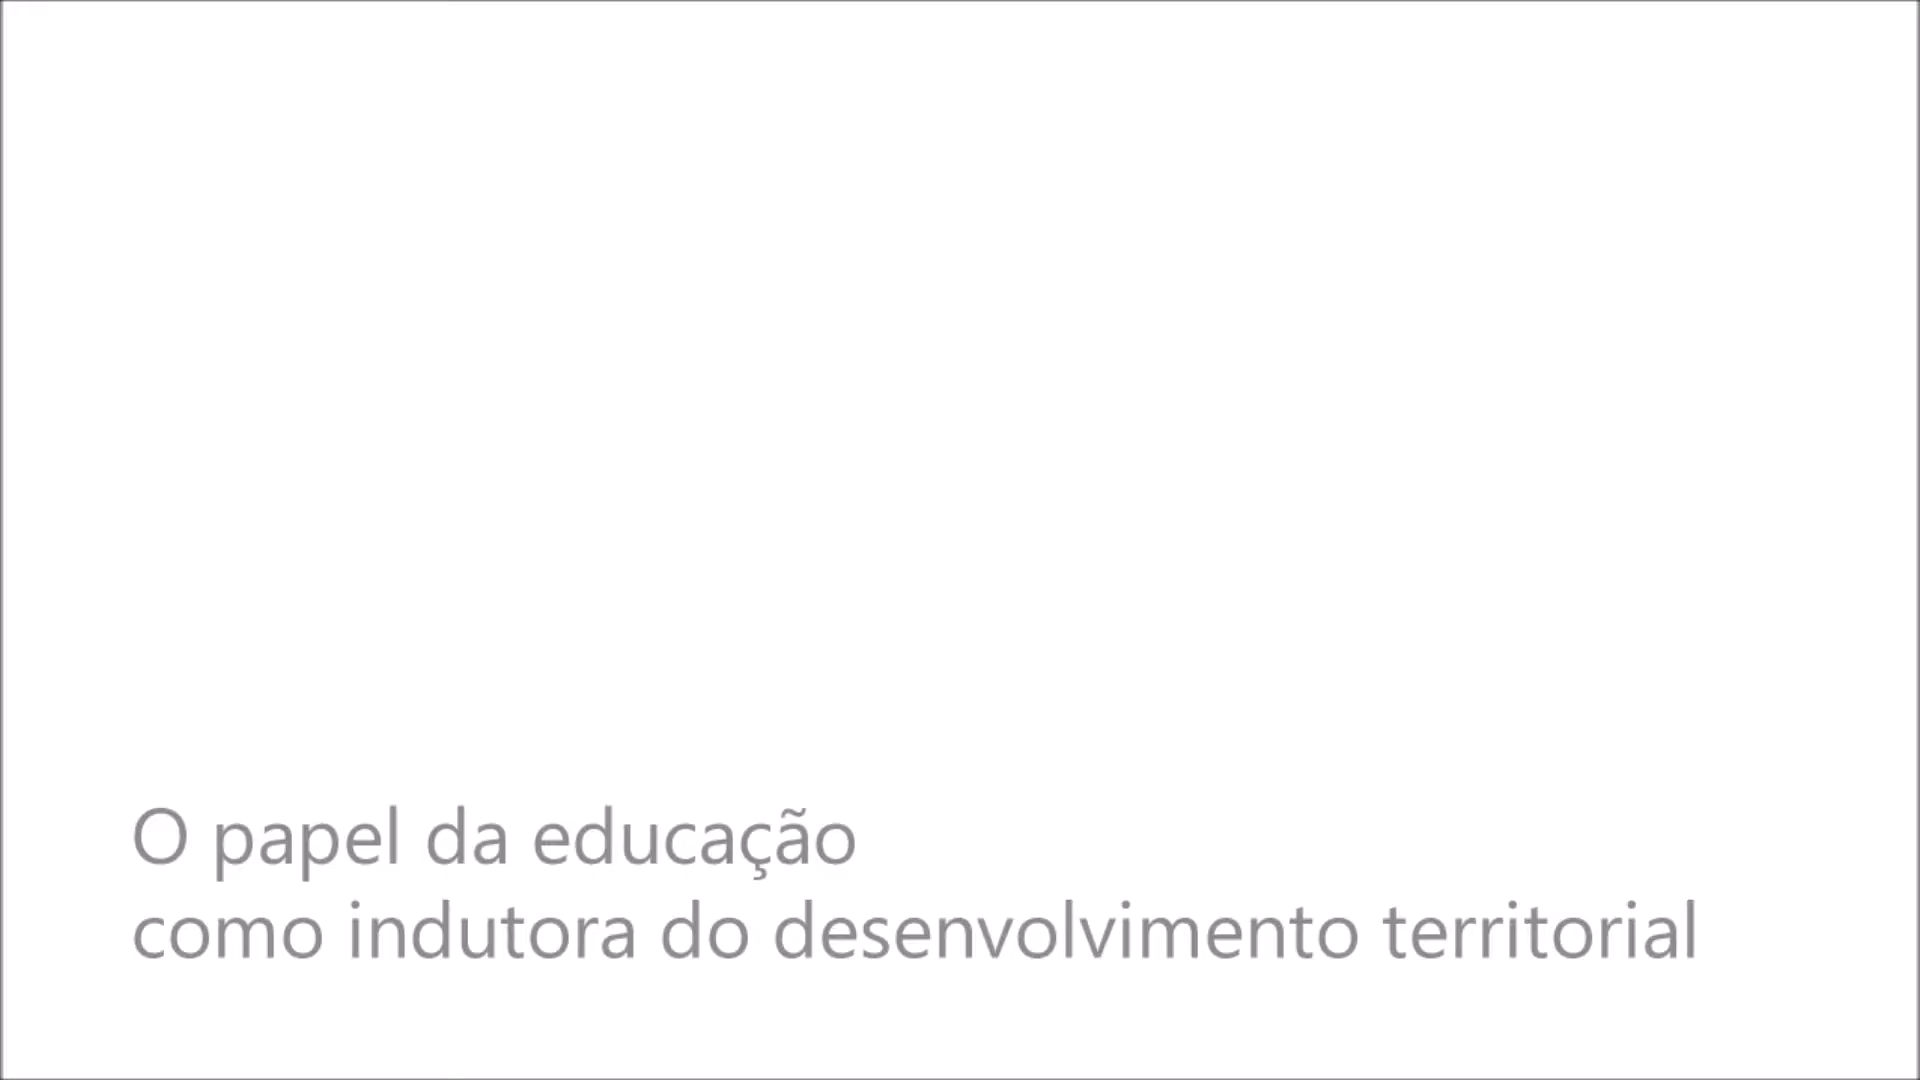 O papel da educação
como indutora do desenvolvimento territorial